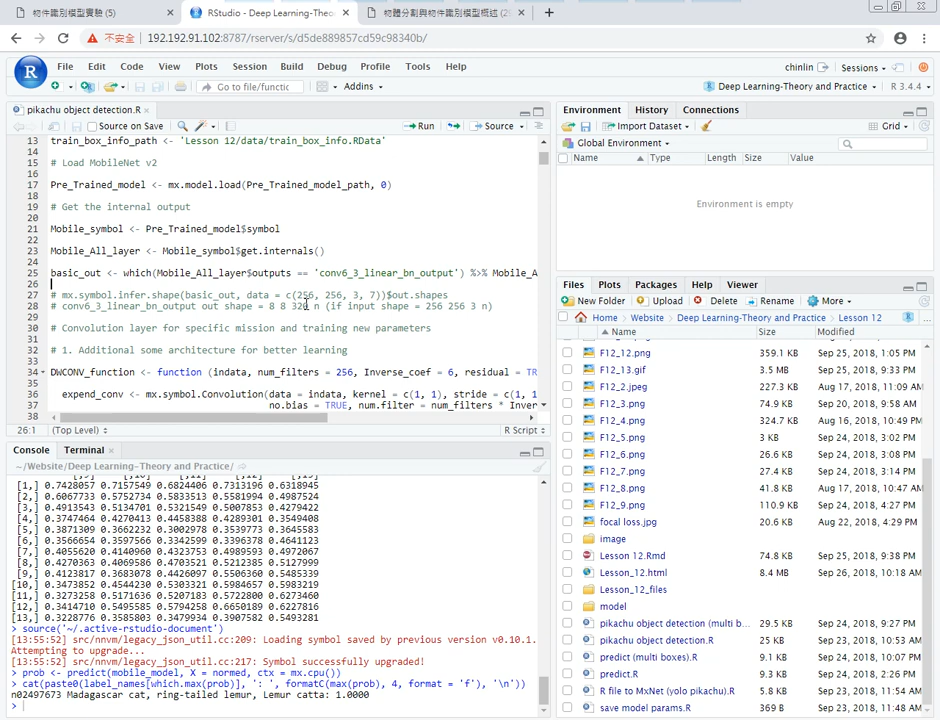 物件識別模型實驗 (5)
RStudio - Deep Learning-Theo
物體分割與物件識別模型概述 (25
不安全
192.192.91.102:8787/rserver/s/d5de889857cd59c98340b/
File Edit Code View Plots Session Build Debug Profile Tools Help
chinlin
Sessions
Go to file/functic
Addins
Deep Learning-Theory and Practice
R 3.4.4
pikachu object detection.R
Source on Save
Run
Source
13 train_box_info_path <- 'Lesson 12/data/train_box_info.RData'
14
15 # Load MobileNet v2
16
17 Pre_Trained_model <- mx.model.load(Pre_Trained_model_path, 0)
18
19 # Get the internal output
20
21 Mobile_symbol <- Pre_Trained_model$symbol
22
23 Mobile_All_layer <- Mobile_symbol$get.internals()
24
25 basic_out <- which(Mobile_All_layer$outputs == 'conv6_3_linear_bn_output') %>% Mobile_A
26
27 # mx.symbol.infer.shape(basic_out, data = c(256, 256, 3, 7))$out.shapes
28 # conv6_3_linear_bn_output out shape = 8 8 320 n (if input shape = 256 256 3 n)
29
30 # Convolution layer for specific mission and training new parameters
31
32 # 1. Additional some architecture for better learning
33
34 DWCONV_function <- function (indata, num_filters = 256, Inverse_coef = 6, residual = TR
35
36 expend_conv <- mx.symbol.Convolution(data = indata, kernel = c(1, 1), stride = c(1,
37 no.bias = TRUE, num.filter = num_filters * Inver
38
26:1 (Top Level)
R Script
Console Terminal
~/Website/Deep Learning-Theory and Practice/
[1,] 0.7428057 0.7157549 0.6824406 0.7313196 0.6318945
[2,] 0.6067733 0.5752734 0.5833513 0.5581994 0.4987524
[3,] 0.4913543 0.5134701 0.5321549 0.5007853 0.4279422
[4,] 0.3747464 0.4270413 0.4458388 0.4289301 0.3549408
[5,] 0.3871309 0.3662232 0.3002978 0.3539773 0.3645583
[6,] 0.3566654 0.3597566 0.3342599 0.3396128 0.4641123
[7,] 0.4055620 0.4140960 0.4323753 0.4989593 0.4972067
[8,] 0.4270363 0.4069586 0.4703521 0.5212385 0.5127999
[9,] 0.4123817 0.3683078 0.4426097 0.5506360 0.5485339
[10,] 0.3473852 0.4544230 0.5303321 0.5984657 0.5983219
[11,] 0.3273258 0.5171636 0.5207183 0.5722800 0.6273460
[12,] 0.3414710 0.5495585 0.5794258 0.6650189 0.6227816
[13,] 0.3228776 0.3585858 0.3479934 0.3907581 0.5493281
> source('~/.active-rstudio-document')
[13:55:52] src/nnvm/legacy_json_util.cc:209: Loading symbol saved by previous version v0.10.1.
Attempting to upgrade...
[13:55:52] src/nnvm/legacy_json_util.cc:217: Symbol successfully upgraded!
> prob <- predict(mobile_model, X = normed, ctx = mx.cpu())
> cat(paste0(label_names[which.max(prob)], ': ', formatC(max(prob), 4, format = 'f'), '\n'))
n02497673 Madagascar cat, ring-tailed lemur, Lemur catta: 1.0000
>
Environment History Connections
Import Dataset
Grid
Global Environment
Name Type Length Size Value
Environment is empty
Files Plots Packages Help Viewer
New Folder Upload Delete Rename More
Home Website Deep Learning-Theory and Practice Lesson 12
Name Size Modified
F12_12.png 359.1 KB Sep 25, 2018, 1:05 PM
F12_13.gif 3.5 MB Sep 25, 2018, 9:33 PM
F12_2.jpeg 227.3 KB Aug 17, 2018, 11:09 AM
F12_3.png 74.9 KB Sep 20, 2018, 9:58 AM
F12_4.png 324.7 KB Aug 16, 2018, 10:49 PM
F12_5.png 3 KB Sep 24, 2018, 3:02 PM
F12_6.png 26.6 KB Sep 24, 2018, 3:08 PM
F12_7.png 27.4 KB Sep 24, 2018, 3:14 PM
F12_8.png 41.8 KB Aug 17, 2018, 10:47 AM
F12_9.png 110.9 KB Sep 24, 2018, 4:27 PM
focal loss.jpg 20.6 KB Aug 22, 2018, 4:29 PM
image
Lesson 12.Rmd 74.8 KB Sep 25, 2018, 9:38 PM
Lesson_12.html 8.4 MB Sep 26, 2018, 10:18 AM
Lesson_12_files
model
pikachu object detection (multi b... 29.5 KB Sep 24, 2018, 9:27 PM
pikachu object detection.R 25 KB Sep 23, 2018, 10:53 AM
predict (multi boxes).R 9.1 KB Sep 24, 2018, 10:07 PM
predict.R 9 KB Sep 24, 2018, 2:26 PM
R file to MxNet (yolo pikachu).R 5.8 KB Sep 23, 2018, 11:54 AM
save model params.R 369 B Sep 23, 2018, 11:48 AM